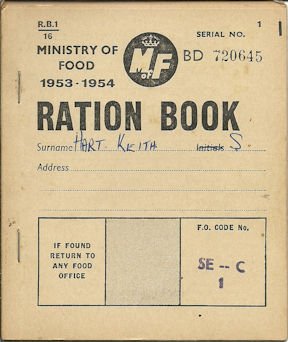 R.B.1
16
1
MINISTRY OF
FOOD
1953-1954
M
OF
F
SERIAL NO.
BD 720645
RATION BOOK
Surname HART KEITH Initials S
Address
IF FOUND
RETURN TO
ANY FOOD
OFFICE
F.O. CODE No.
SE -- C
1